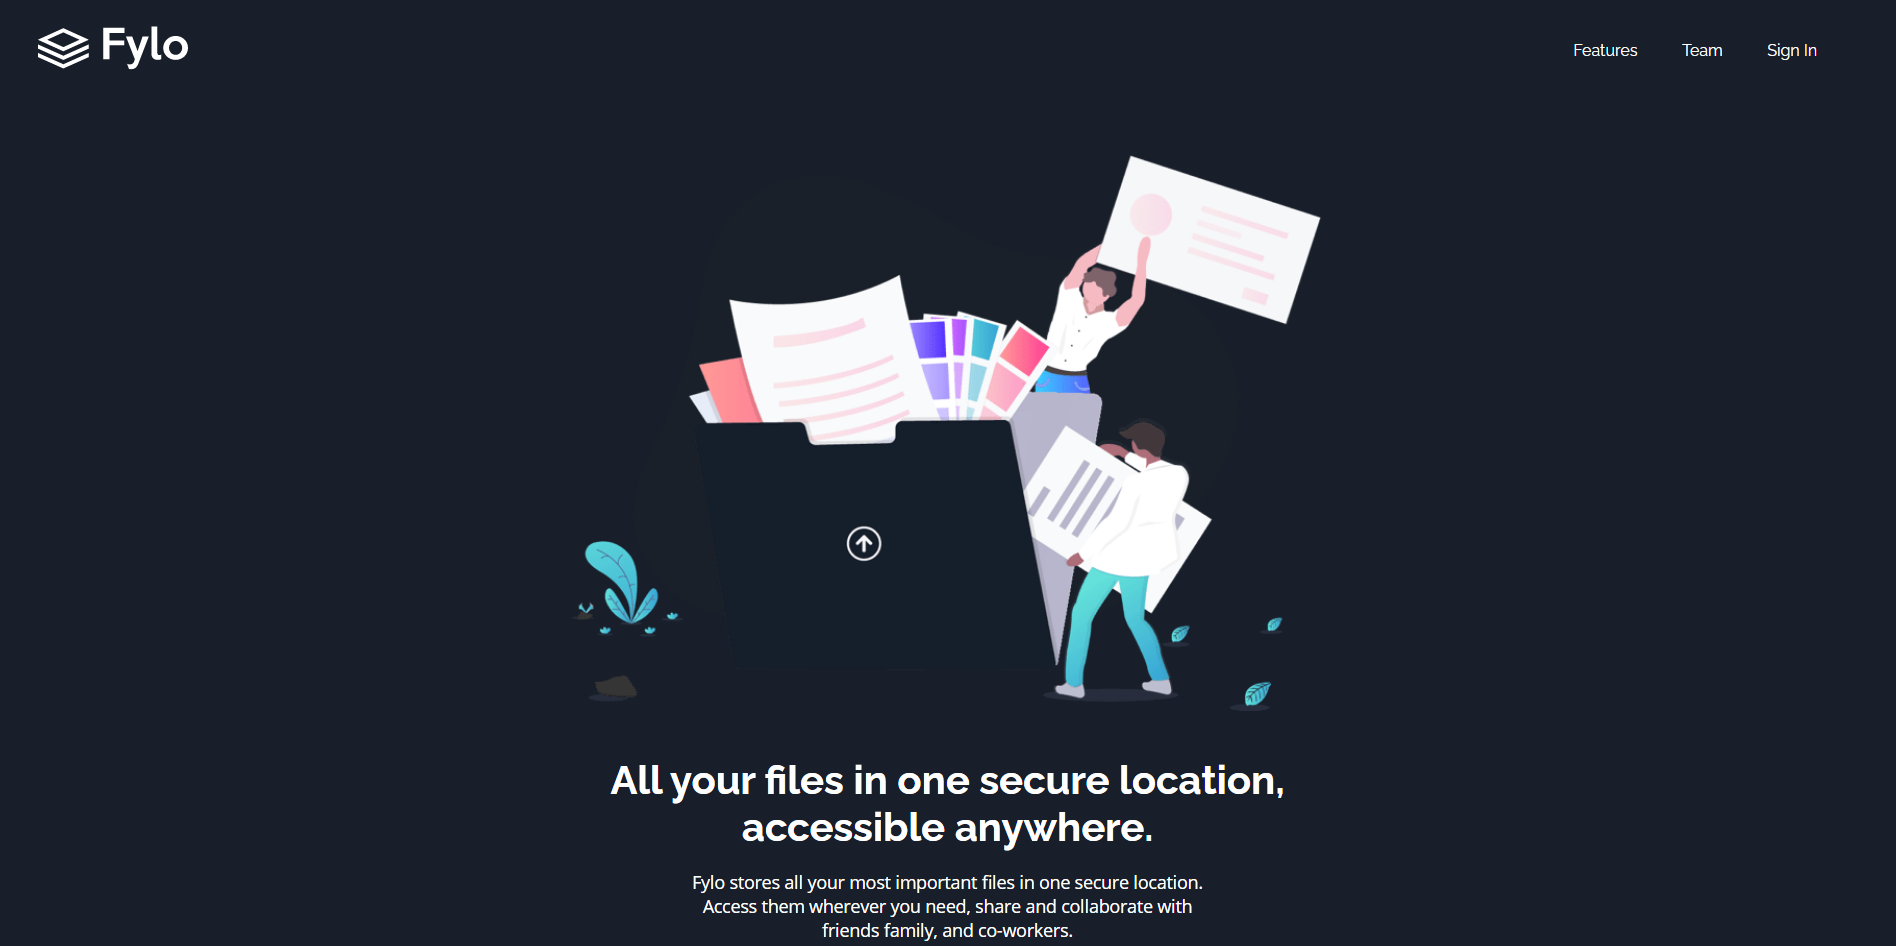 Fylo
Features
Team
Sign In
All your files in one secure location,
accessible anywhere.
Fylo stores all your most important files in one secure location.
Access them wherever you need, share and collaborate with
friends family, and co-workers.